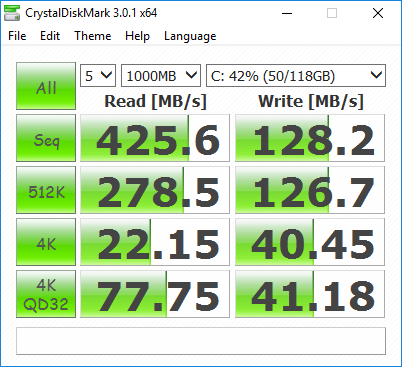 CrystalDiskMark 3.0.1 x64
File Edit Theme Help Language
All 5 1000MB C: 42% (50/118GB)
Read [MB/s] Write [MB/s]
Seq 425.6 128.2
512K 278.5 126.7
4K 22.15 40.45
4K QD32 77.75 41.18